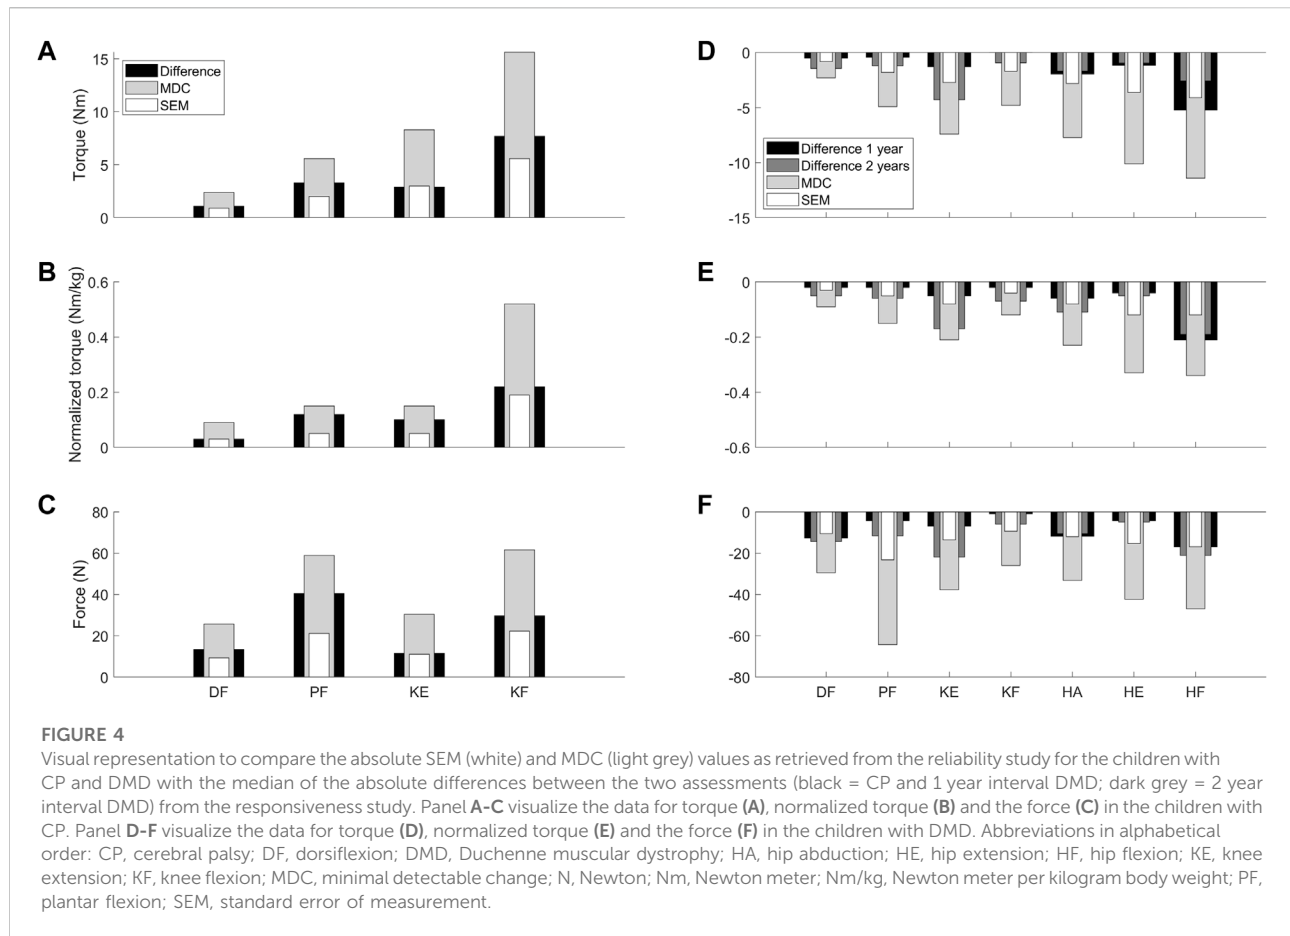 A
Torque (Nm)
15
10
5
0
Difference
MDC
SEM
D
0
-5
-10
-15
Difference 1 year
Difference 2 years
MDC
SEM
B
Normalized torque (Nm/kg)
0.6
0.4
0.2
0
E
0
-0.2
-0.4
-0.6
C
Force (N)
80
60
40
20
0
DF PF KE KF
F
0
-20
-40
-60
-80
DF PF KE KF HA HE HF
FIGURE 4
Visual representation to compare the absolute SEM (white) and MDC (light grey) values as retrieved from the reliability study for the children with
CP and DMD with the median of the absolute differences between the two assessments (black = CP and 1 year interval DMD; dark grey = 2 year
interval DMD) from the responsiveness study. Panel A-C visualize the data for torque (A), normalized torque (B) and the force (C) in the children with
CP. Panel D-F visualize the data for torque (D), normalized torque (E) and the force (F) in the children with DMD. Abbreviations in alphabetical
order: CP, cerebral palsy; DF, dorsiflexion; DMD, Duchenne muscular dystrophy; HA, hip abduction; HE, hip extension; HF, hip flexion; KE, knee
extension; KF, knee flexion; MDC, minimal detectable change; N, Newton; Nm, Newton meter; Nm/kg, Newton meter per kilogram body weight; PF,
plantar flexion; SEM, standard error of measurement.